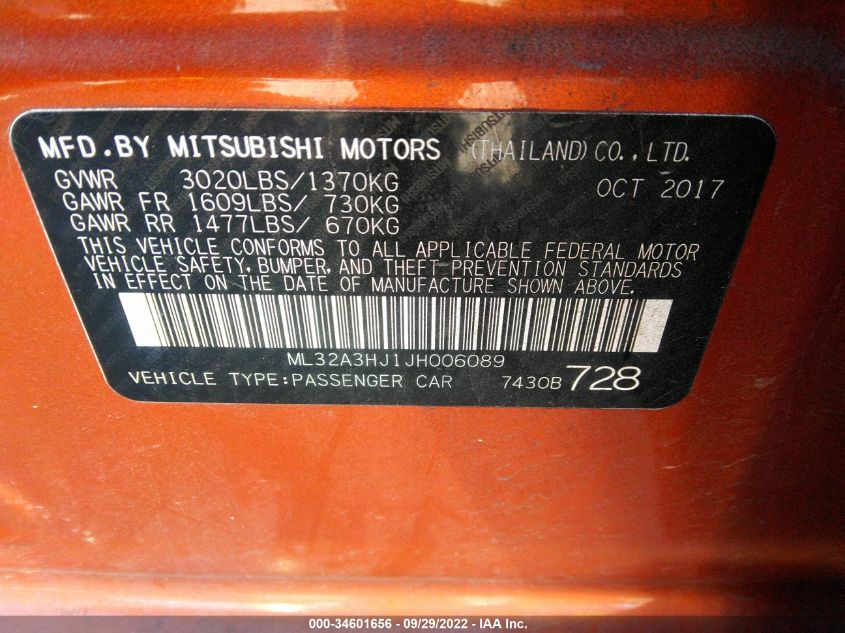 MFD.BY MITSUBISHI MOTORS (THAILAND)CO.,LTD.
GVWR 3020LBS/1370KG OCT 2017
GAWR FR 1609LBS/ 730KG
GAWR RR 1477LBS/ 670KG
THIS VEHICLE CONFORMS TO ALL APPLICABLE FEDERAL MOTOR
VEHICLE SAFETY, BUMPER, AND THEFT PREVENTION STANDARDS
IN EFFECT ON THE DATE OF MANUFACTURE SHOWN ABOVE.
ML32A3HJ1JH006089
VEHICLE TYPE:PASSENGER CAR 7430B 728
000-34601656 - 09/29/2022 - IAA Inc.